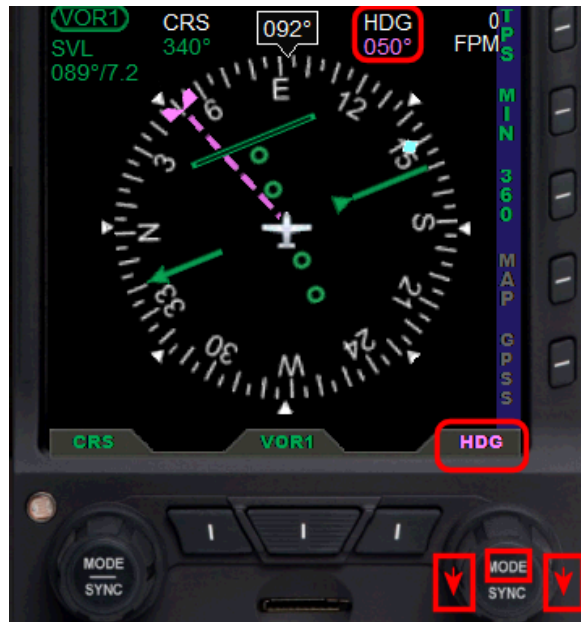 VOR1
CRS
092°
HDG
0
SVL
340°
050°
FPM
089°/7.2
TPS
MIN
360
MAP
GPSS
E
12
15
S
21
24
W
30
33
N
3
6
CRS
VOR1
HDG
MODE
SYNC
MODE
SYNC